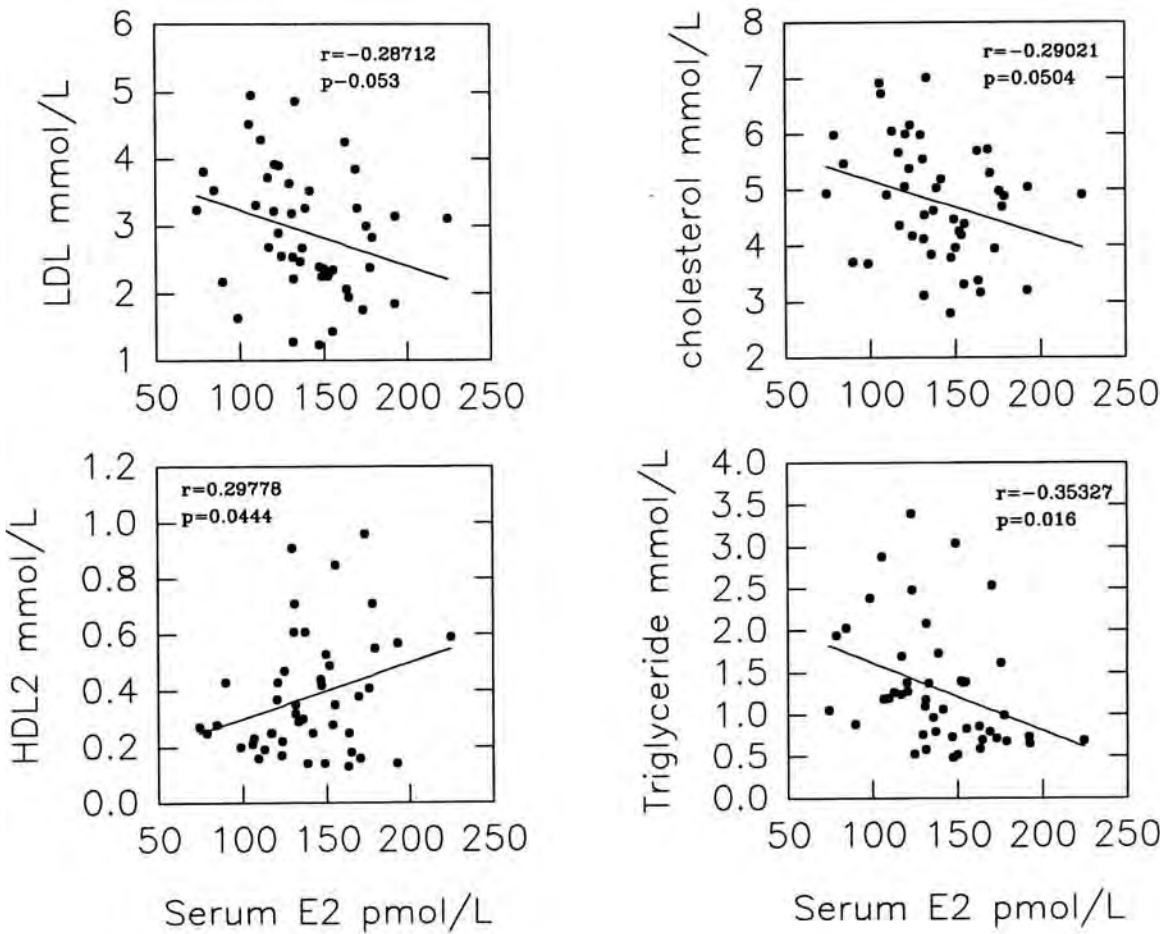 6
5
4
3
2
1
LDL mmol/L
r=−0.28712
p−0.053
50 100 150 200 250
8
7
6
5
4
3
2
cholesterol mmol/L
r=−0.29021
p=0.0504
50 100 150 200 250
1.2
1.0
0.8
0.6
0.4
0.2
0.0
HDL2 mmol/L
r=0.29778
p=0.0444
50 100 150 200 250
Serum E2 pmol/L
4.0
3.5
3.0
2.5
2.0
1.5
1.0
0.5
0.0
Triglyceride mmol/L
r=−0.35327
p=0.016
50 100 150 200 250
Serum E2 pmol/L